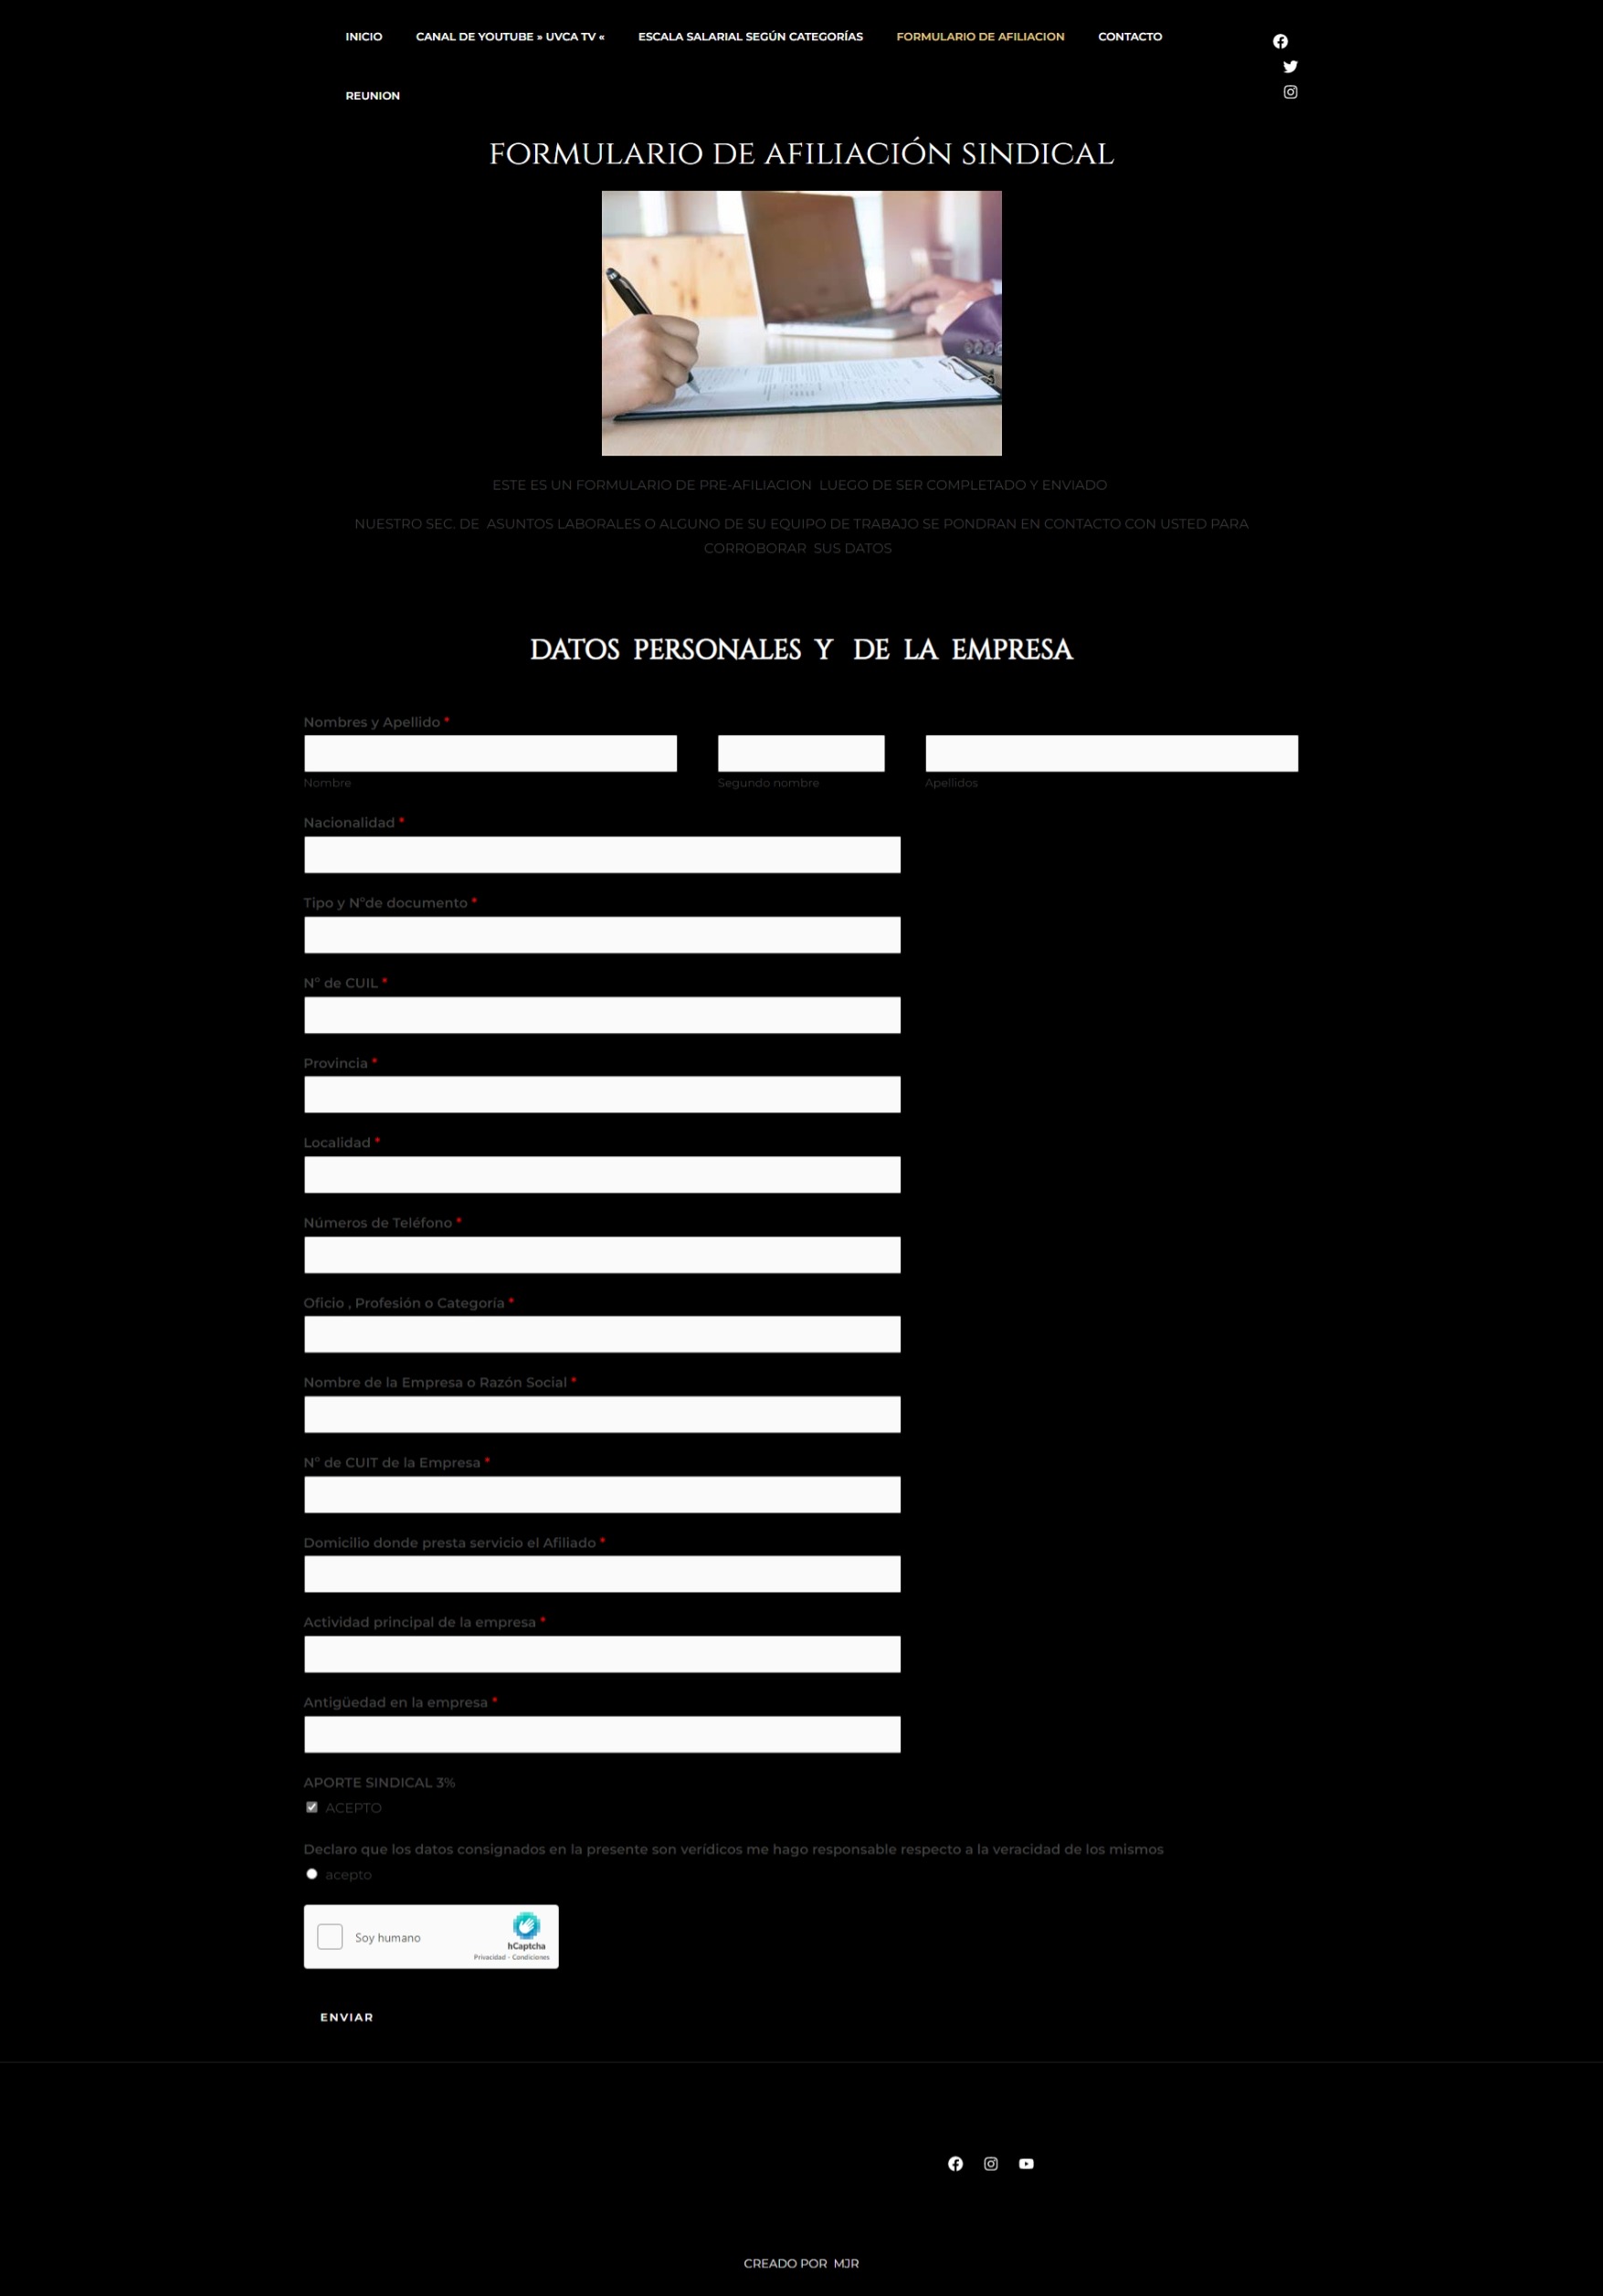 INICIO
CANAL DE YOUTUBE » UVCA TV «
ESCALA SALARIAL SEGÚN CATEGORÍAS
FORMULARIO DE AFILIACION
CONTACTO
REUNION
FORMULARIO DE AFILIACIÓN SINDICAL
ESTE ES UN FORMULARIO DE PRE-AFILIACION LUEGO DE SER COMPLETADO Y ENVIADO
NUESTRO SEC. DE ASUNTOS LABORALES O ALGUNO DE SU EQUIPO DE TRABAJO SE PONDRAN EN CONTACTO CON USTED PARA
CORROBORAR SUS DATOS
DATOS PERSONALES Y DE LA EMPRESA
Nombres y Apellido *
Nombre
Segundo nombre
Apellidos
Nacionalidad *
Tipo y Nºde documento *
Nº de CUIL *
Provincia *
Localidad *
Números de Teléfono *
Oficio , Profesión o Categoría *
Nombre de la Empresa o Razón Social *
Nº de CUIT de la Empresa *
Domicilio donde presta servicio el Afiliado *
Actividad principal de la empresa *
Antigüedad en la empresa *
APORTE SINDICAL 3%
ACEPTO
Declaro que los datos consignados en la presente son verídicos me hago responsable respecto a la veracidad de los mismos
acepto
Soy humano
hCaptcha
Privacidad - Condiciones
ENVIAR
CREADO POR MJR